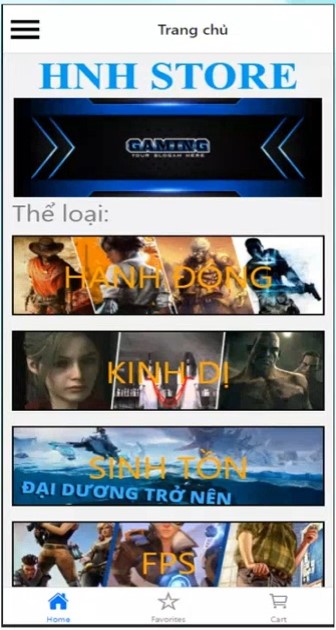 Trang chủ
HNH STORE
GAMING
YOUR SLOGAN HERE
Thể loại:
HÀNH ĐỘNG
KINH DỊ
SINH TỒN
ĐẠI DƯƠNG TRỞ NÊN
FPS
Home
Favorites
Cart